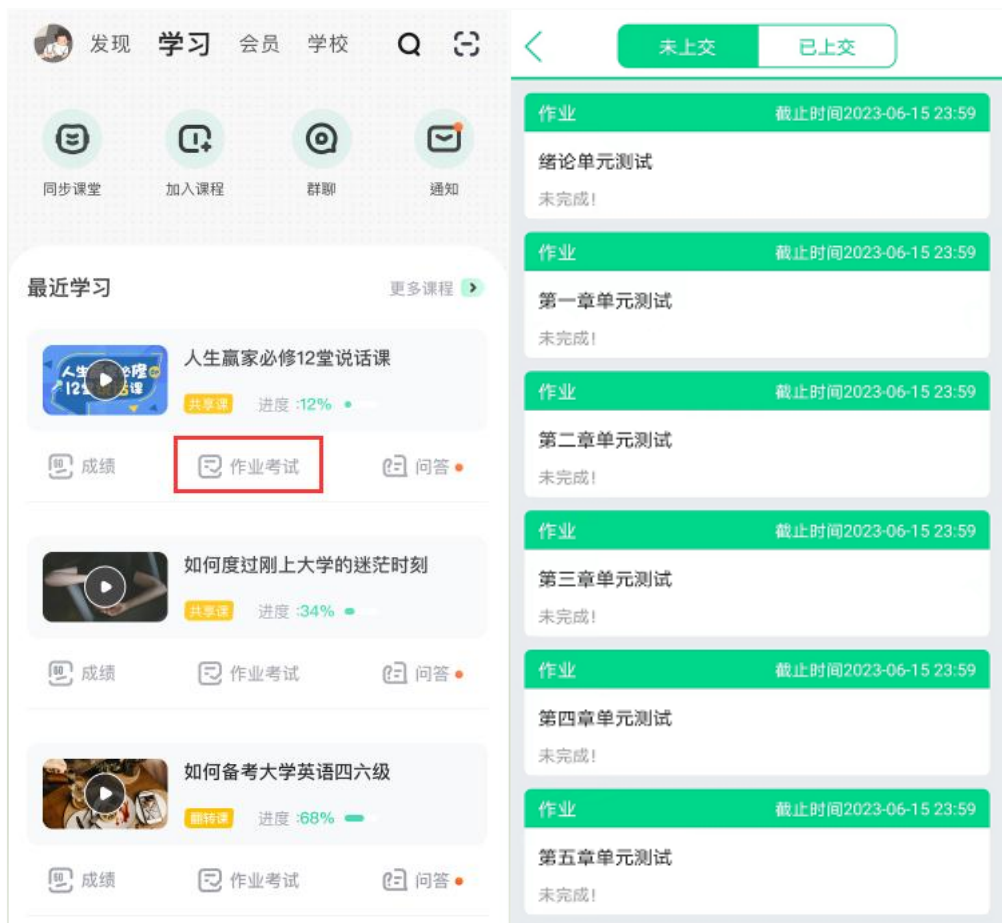 发现 学习 会员 学校
同步课堂 加入课程 群聊 通知
最近学习 更多课程
人生赢家必修12堂说话课
共享课 进度 :12%
成绩 作业考试 问答
如何度过刚上大学的迷茫时刻
共享课 进度 :34%
成绩 作业考试 问答
如何备考大学英语四六级
翻转课 进度 :68%
成绩 作业考试 问答
未上交 已上交
作业 截止时间2023-06-15 23:59
绪论单元测试
未完成!
作业 截止时间2023-06-15 23:59
第一章单元测试
未完成!
作业 截止时间2023-06-15 23:59
第二章单元测试
未完成!
作业 截止时间2023-06-15 23:59
第三章单元测试
未完成!
作业 截止时间2023-06-15 23:59
第四章单元测试
未完成!
作业 截止时间2023-06-15 23:59
第五章单元测试
未完成!